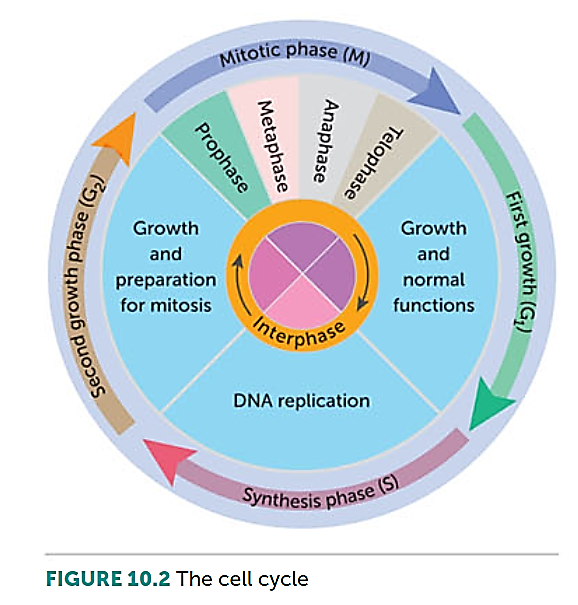 Mitotic phase (M)
Prophase
Metaphase
Anaphase
Telophase
First growth (G₁)
Second growth phase (G₂)
Growth
and
preparation
for mitosis
Growth
and
normal
functions
Interphase
DNA replication
Synthesis phase (S)
FIGURE 10.2 The cell cycle